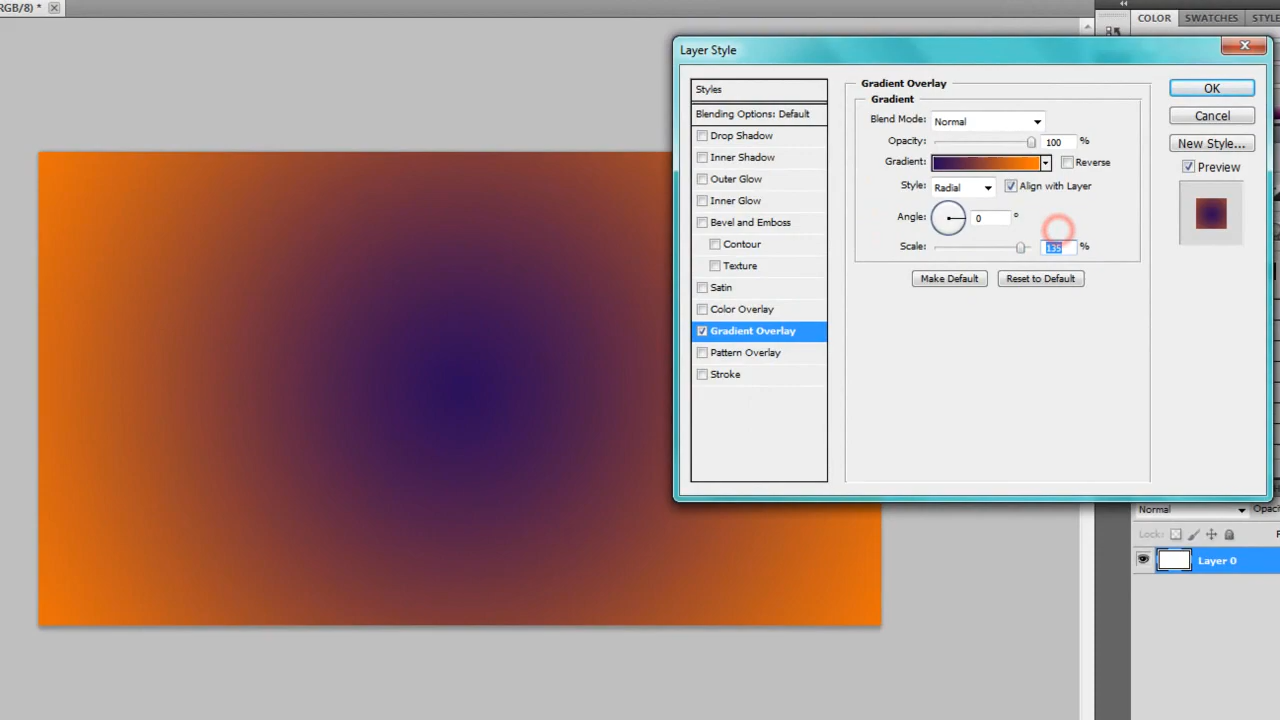 RGB/8) *
COLOR
SWATCHES
STYLE
Layer Style
Styles
Blending Options: Default
Drop Shadow
Inner Shadow
Outer Glow
Inner Glow
Bevel and Emboss
Contour
Texture
Satin
Color Overlay
Gradient Overlay
Pattern Overlay
Stroke
Gradient Overlay
Gradient
Blend Mode: Normal
Opacity: 100 %
Gradient: Reverse
Style: Radial Align with Layer
Angle: 0 °
Scale: 135 %
Make Default Reset to Default
OK
Cancel
New Style...
Preview
Normal Opac
Lock: F
Layer 0